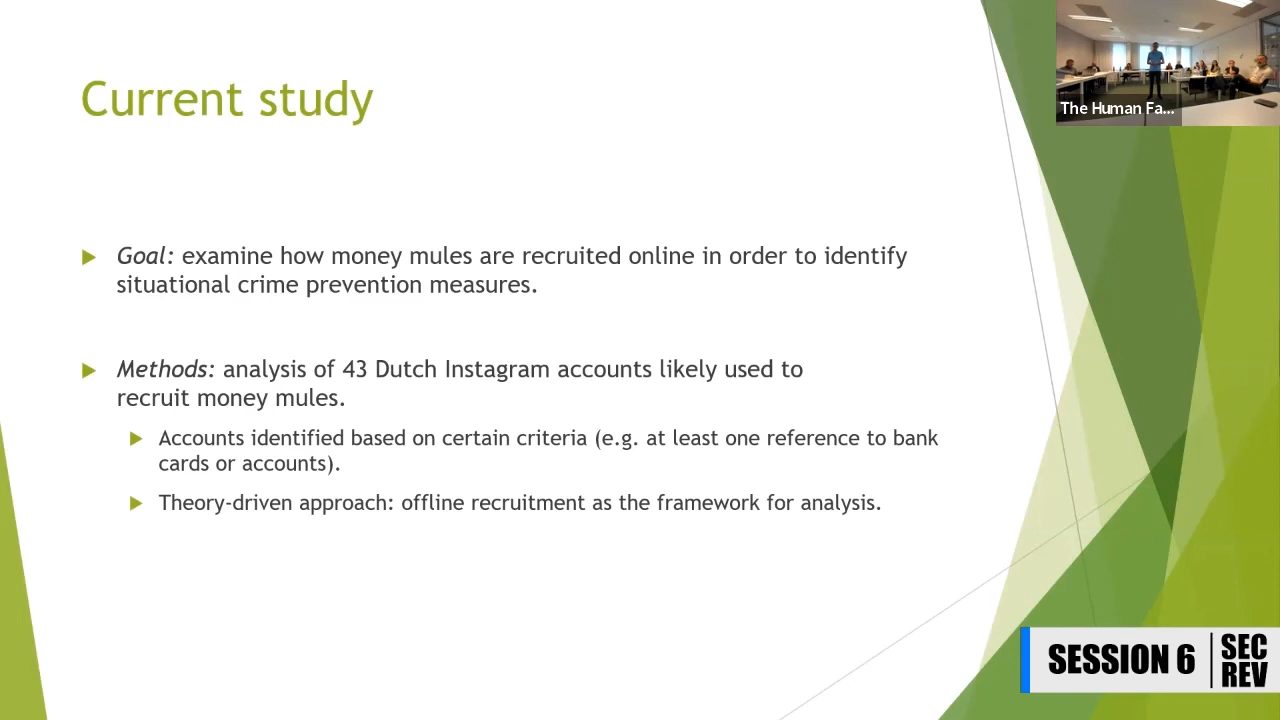 The Human Fa...
Current study
Goal: examine how money mules are recruited online in order to identify
situational crime prevention measures.
Methods: analysis of 43 Dutch Instagram accounts likely used to
recruit money mules.
Accounts identified based on certain criteria (e.g. at least one reference to bank
cards or accounts).
Theory-driven approach: offline recruitment as the framework for analysis.
SESSION 6
SEC
REV